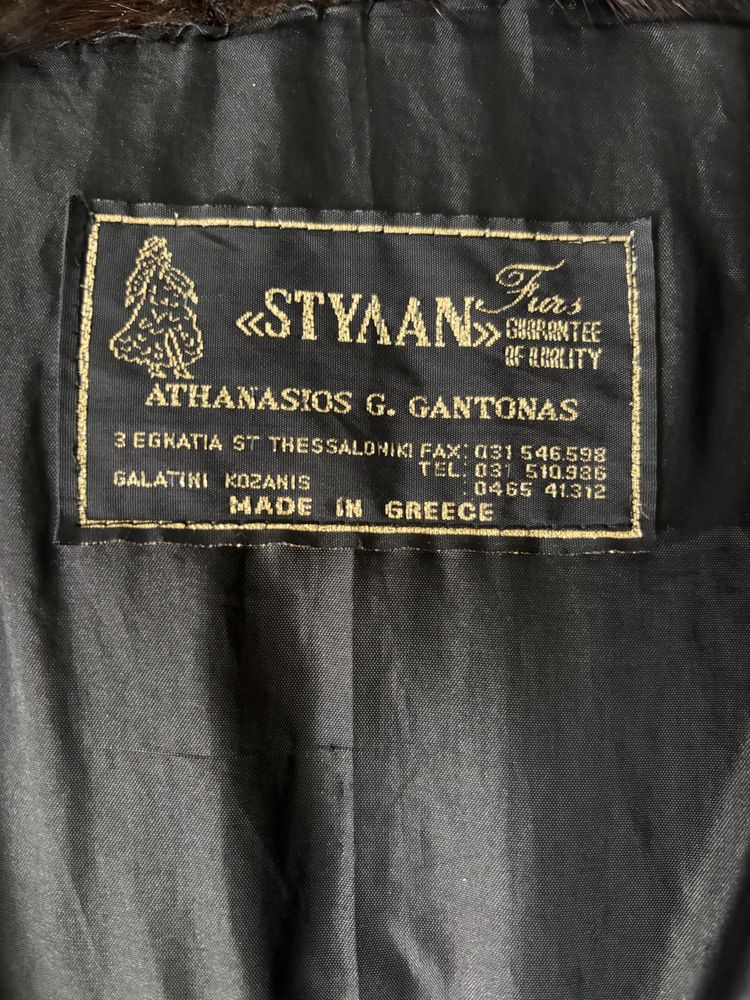 «STYΛAN» Furs
GUARANTEE
OF QUALITY
ATHANASIOS G. GANTONAS
3 EGNATIA ST THESSALONIKI FAX: 031 546.598
TEL: 031 510.986
GALATINI KOZANIS : 0465 41.312
MADE IN GREECE